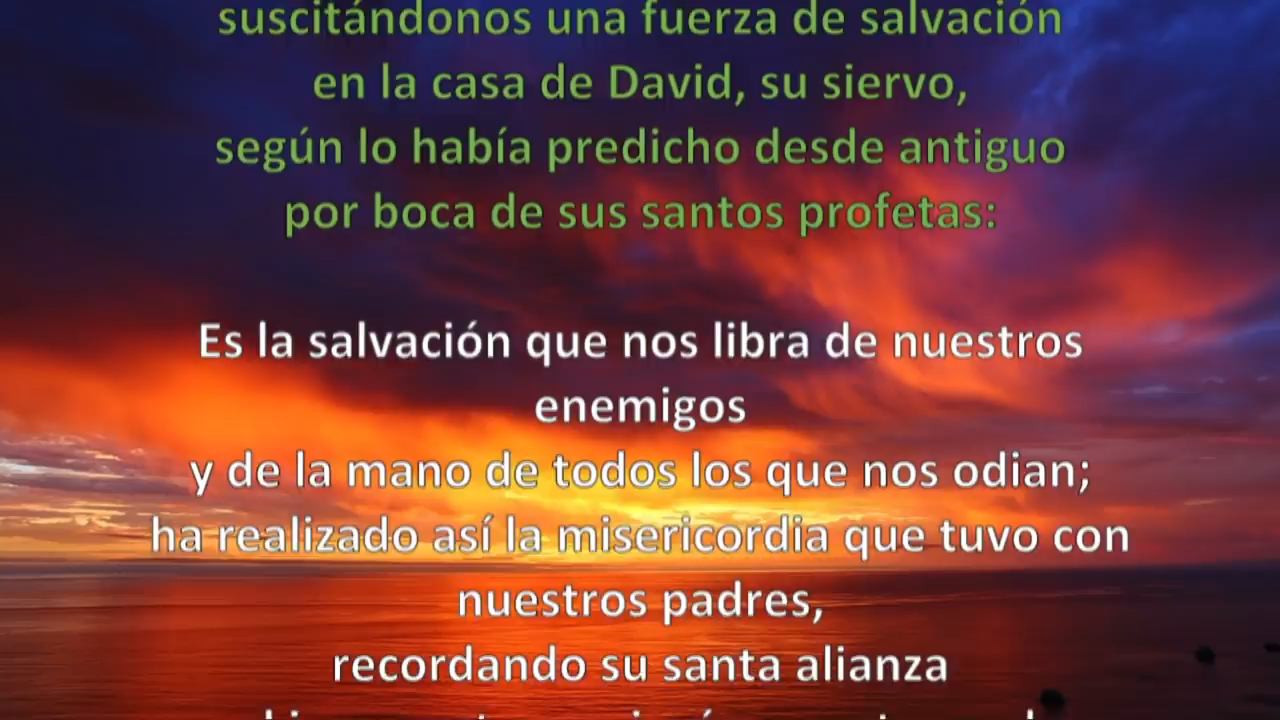 suscitándonos una fuerza de salvación
en la casa de David, su siervo,
según lo había predicho desde antiguo
por boca de sus santos profetas:
Es la salvación que nos libra de nuestros
enemigos
y de la mano de todos los que nos odian;
ha realizado así la misericordia que tuvo con
nuestros padres,
recordando su santa alianza